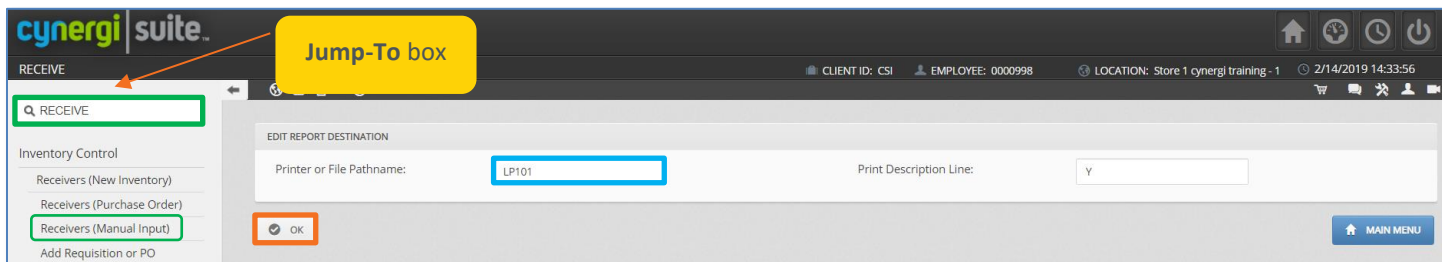 cynergi suite
Jump-To box
RECEIVE
CLIENT ID: CSI
EMPLOYEE: 0000998
LOCATION: Store 1 cynergi training - 1
2/14/2019 14:33:56
RECEIVE
EDIT REPORT DESTINATION
Inventory Control
Printer or File Pathname:
LP101
Print Description Line:
Y
Receivers (New Inventory)
Receivers (Purchase Order)
Receivers (Manual Input)
OK
MAIN MENU
Add Requisition or PO